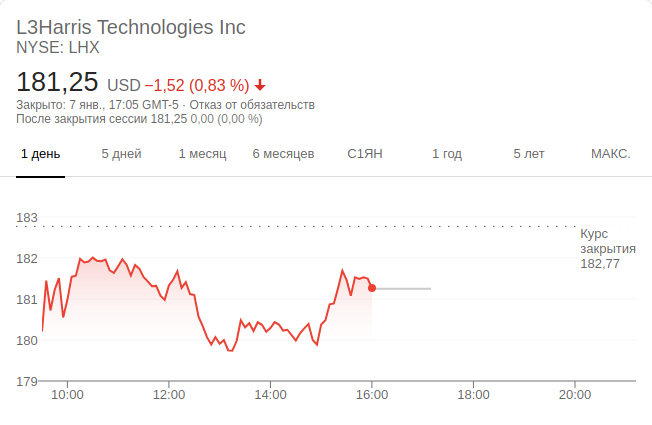 L3Harris Technologies Inc
NYSE: LHX
181,25 USD −1,52 (0,83 %)
Закрыто: 7 янв., 17:05 GMT-5 · Отказ от обязательств
После закрытия сессии 181,25 0,00 (0,00 %)
1 день 5 дней 1 месяц 6 месяцев С1ЯН 1 год 5 лет МАКС.
183
Курс
закрытия
182,77
182
181
180
179
10:00 12:00 14:00 16:00 18:00 20:00